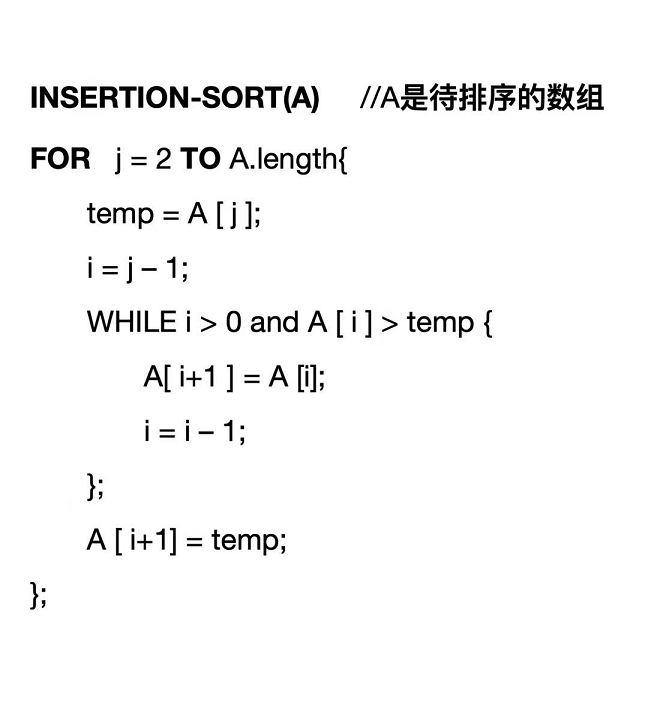 INSERTION-SORT(A) //A是待排序的数组
FOR j = 2 TO A.length{
temp = A [ j ];
i = j – 1;
WHILE i > 0 and A [ i ] > temp {
A[ i+1 ] = A [i];
i = i – 1;
};
A [ i+1] = temp;
};